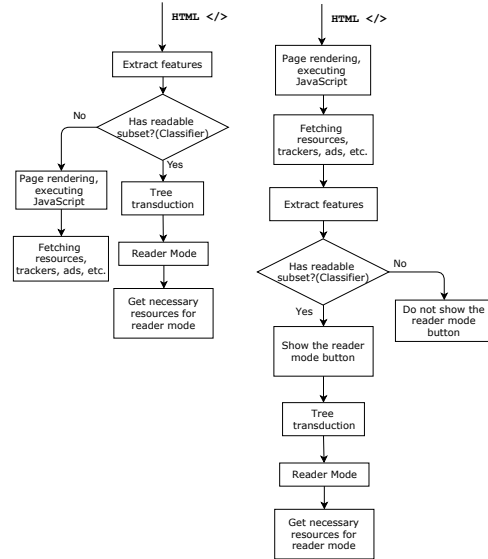 HTML </>
Extract features
Has readable
subset?(Classifier)
No
Yes
Page rendering,
executing
JavaScript
Tree
transduction
Fetching
resources,
trackers, ads, etc.
Reader Mode
Get necessary
resources for
reader mode
HTML </>
Page rendering,
executing
JavaScript
Fetching
resources,
trackers, ads, etc.
Extract features
Has readable
subset?(Classifier)
No
Yes
Do not show the
reader mode
button
Show the reader
mode button
Tree
transduction
Reader Mode
Get necessary
resources for
reader mode